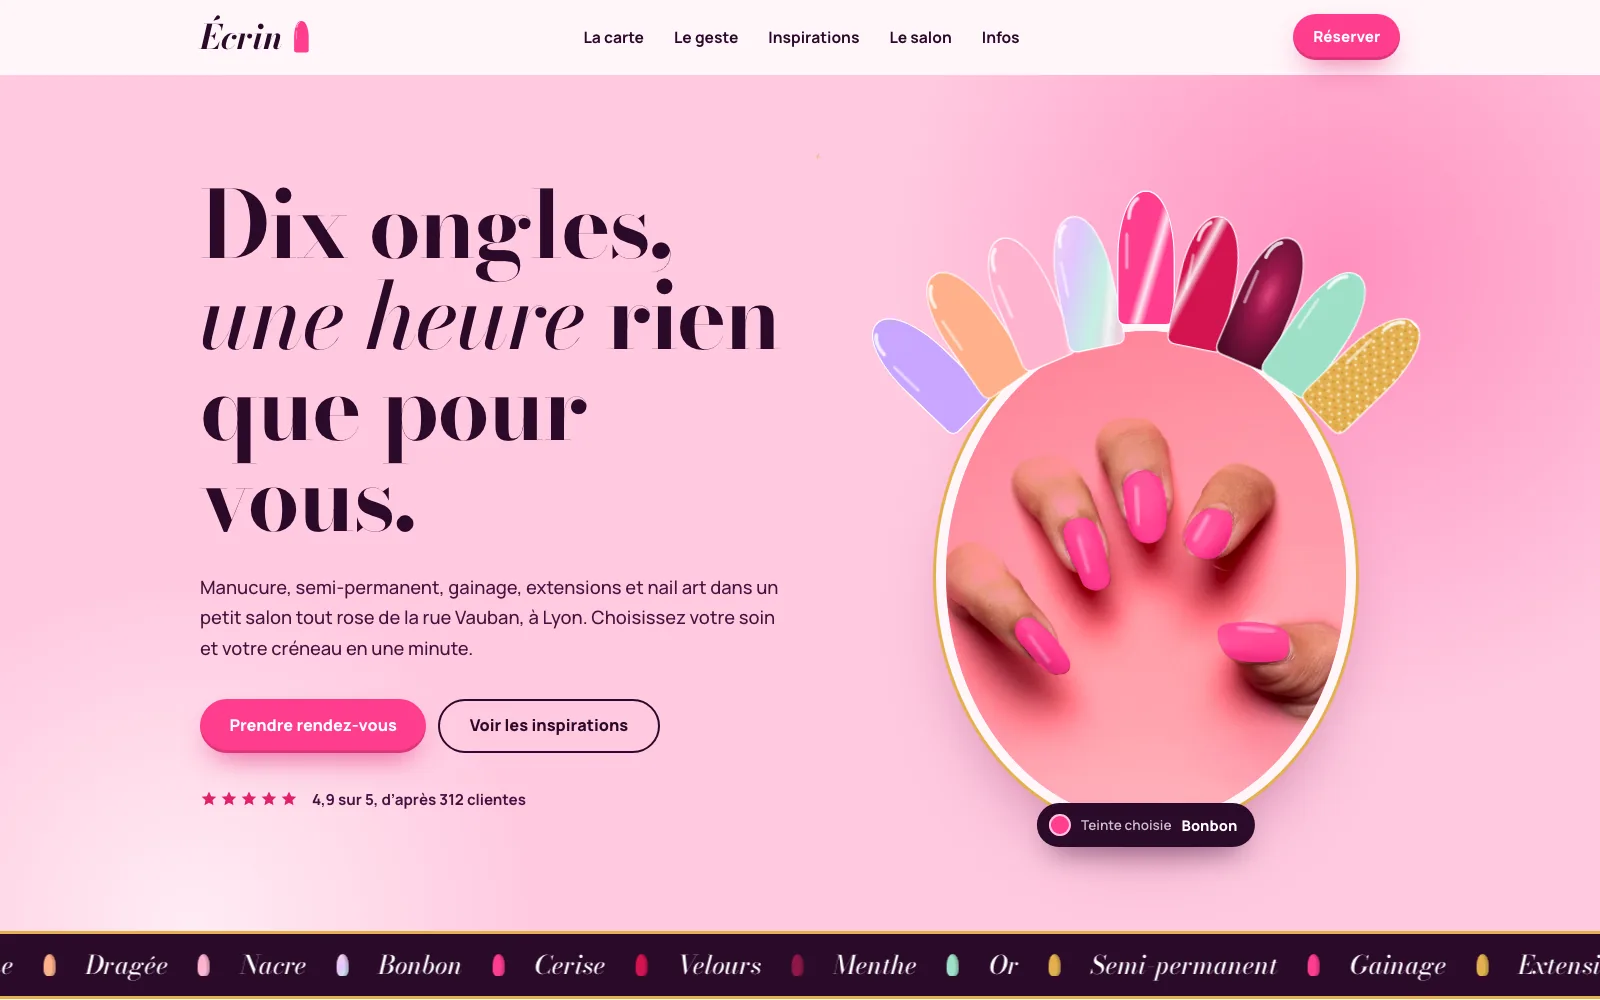 Écrin
La carte
Le geste
Inspirations
Le salon
Infos
Réserver
Dix ongles,
une heure rien
que pour
vous.
Manucure, semi-permanent, gainage, extensions et nail art dans un
petit salon tout rose de la rue Vauban, à Lyon. Choisissez votre soin
et votre créneau en une minute.
Prendre rendez-vous
Voir les inspirations
4,9 sur 5, d’après 312 clientes
Teinte choisie Bonbon
e Dragée Nacre Bonbon Cerise Velours Menthe Or Semi-permanent Gainage Extensi